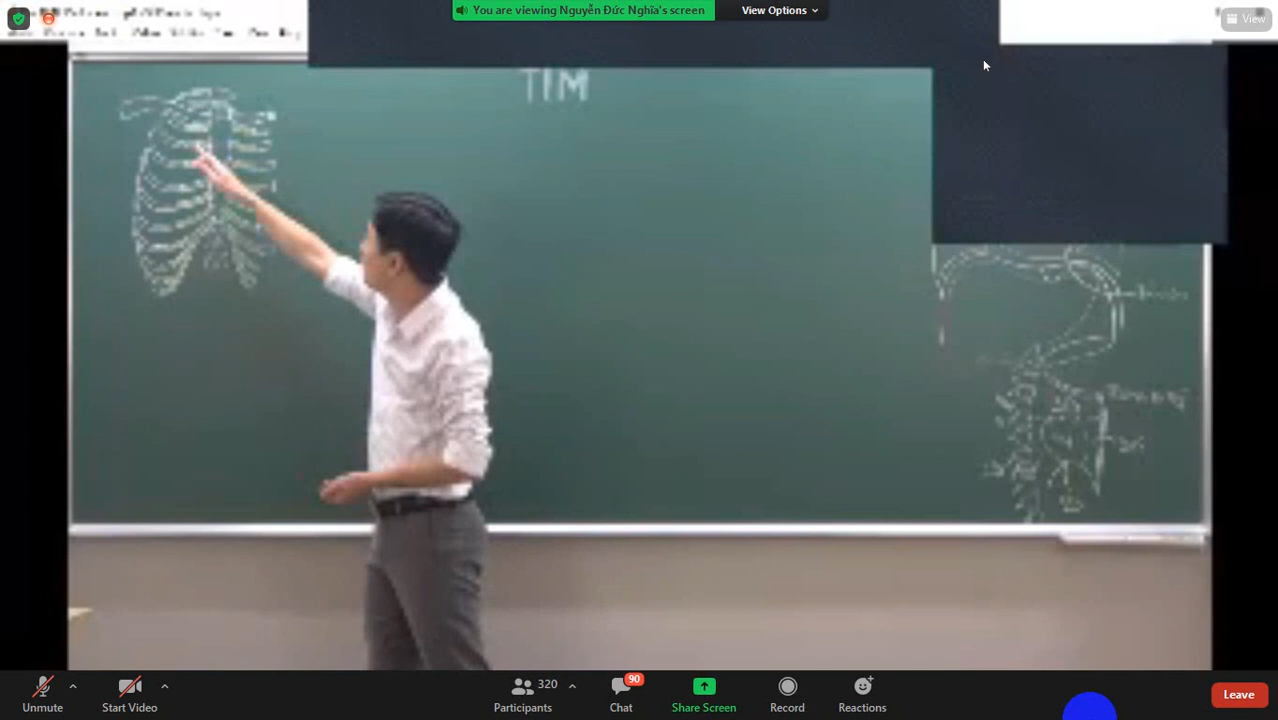 You are viewing Nguyễn Đức Nghĩa's screen
View Options
View
TIM
Unmute
Start Video
320
Participants
90
Chat
Share Screen
Record
Reactions
Leave